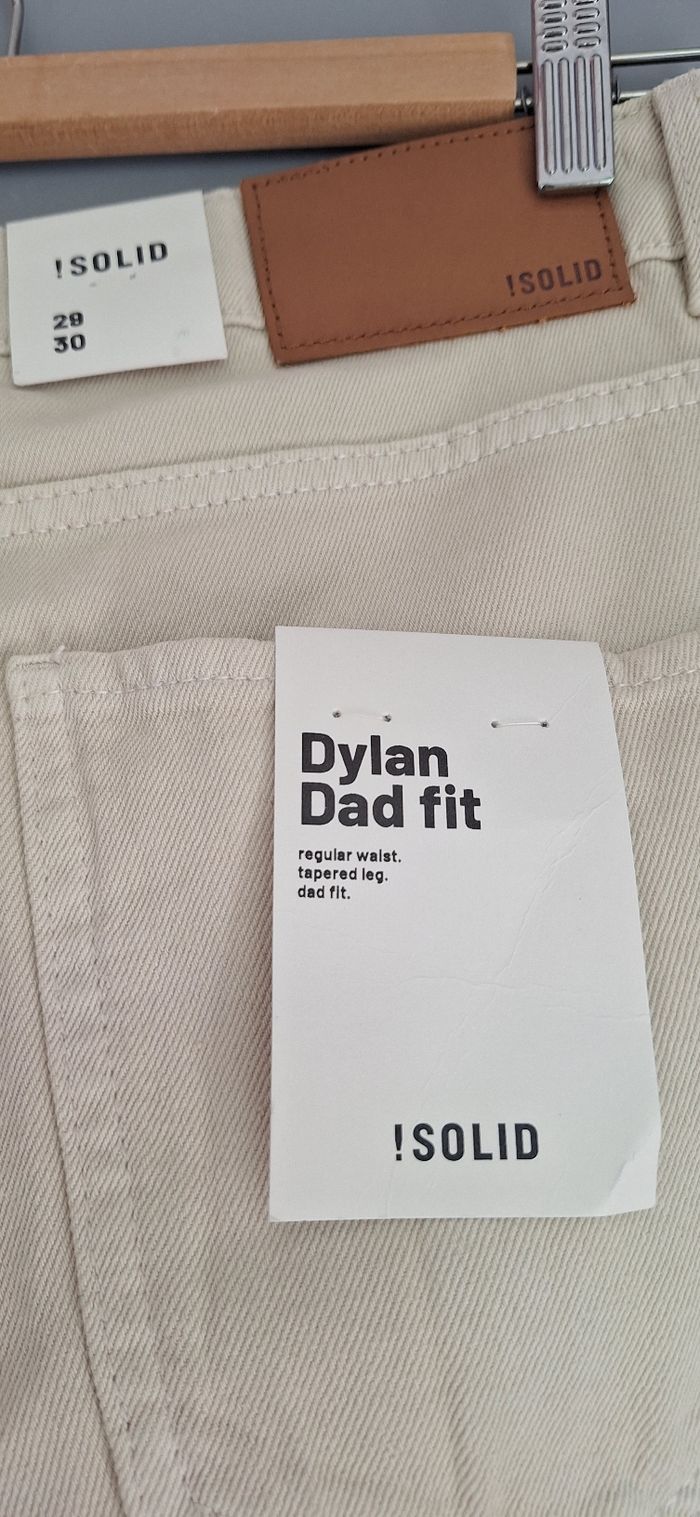 !SOLID
29
30
!SOLID
Dylan
Dad fit
regular waist.
tapered leg.
dad fit.
!SOLID